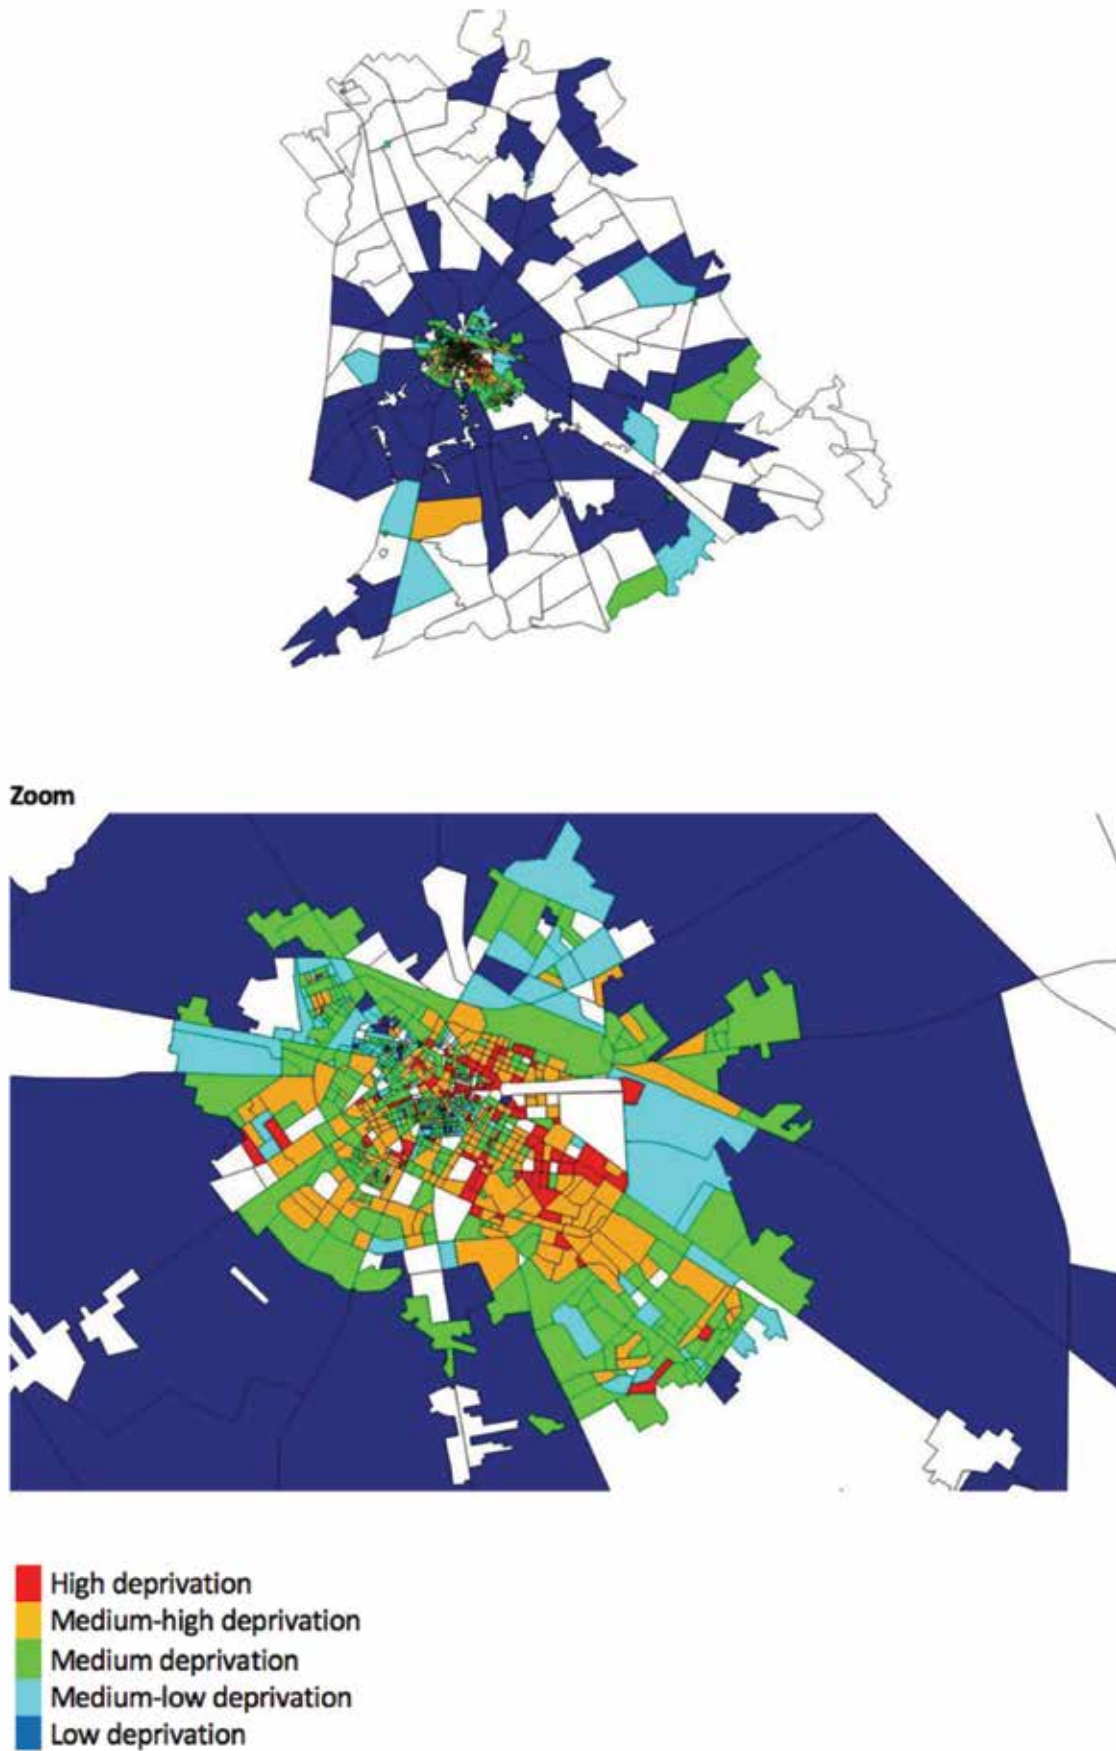 Zoom
High deprivation
Medium-high deprivation
Medium deprivation
Medium-low deprivation
Low deprivation